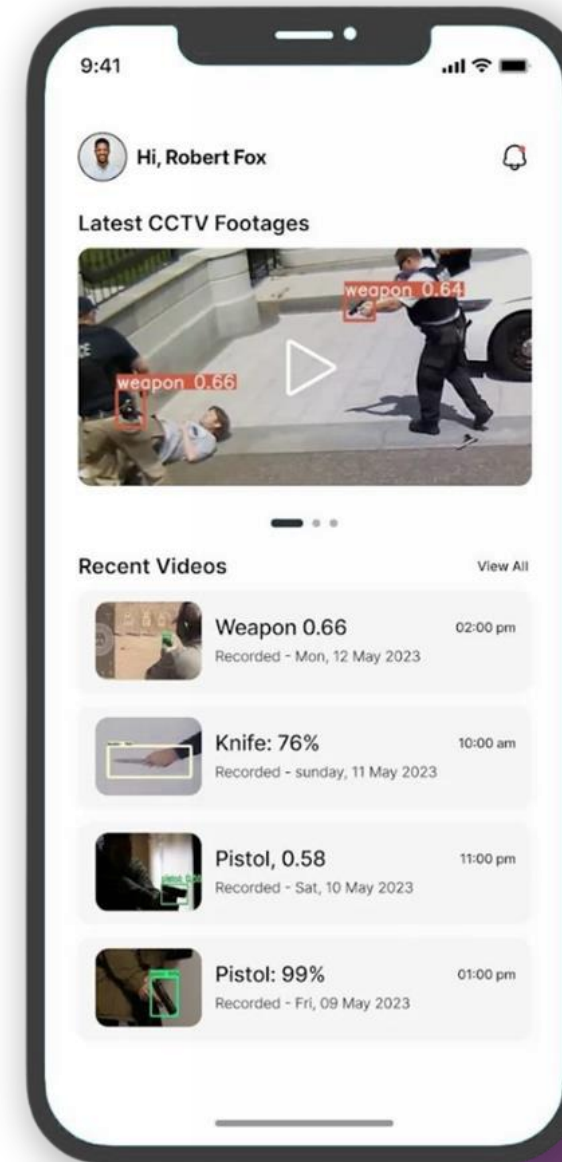 9:41
Hi, Robert Fox
Latest CCTV Footages
weapon 0.64
weapon 0.66
Recent Videos
View All
Weapon 0.66
02:00 pm
Recorded - Mon, 12 May 2023
Knife: 76%
10:00 am
Recorded - sunday, 11 May 2023
Pistol, 0.58
11:00 pm
Recorded - Sat, 10 May 2023
Pistol: 99%
01:00 pm
Recorded - Fri, 09 May 2023